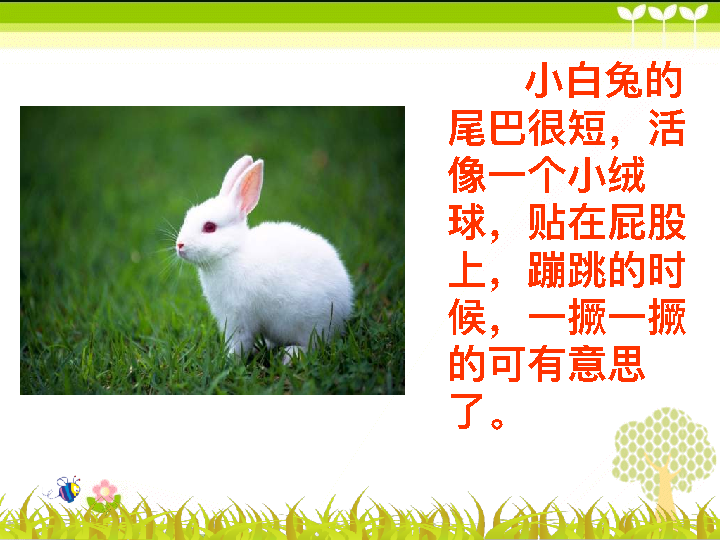 小白兔的
尾巴很短，活
像一个小绒
球，贴在屁股
上，蹦跳的时
候，一撅一撅
的可有意思
了。